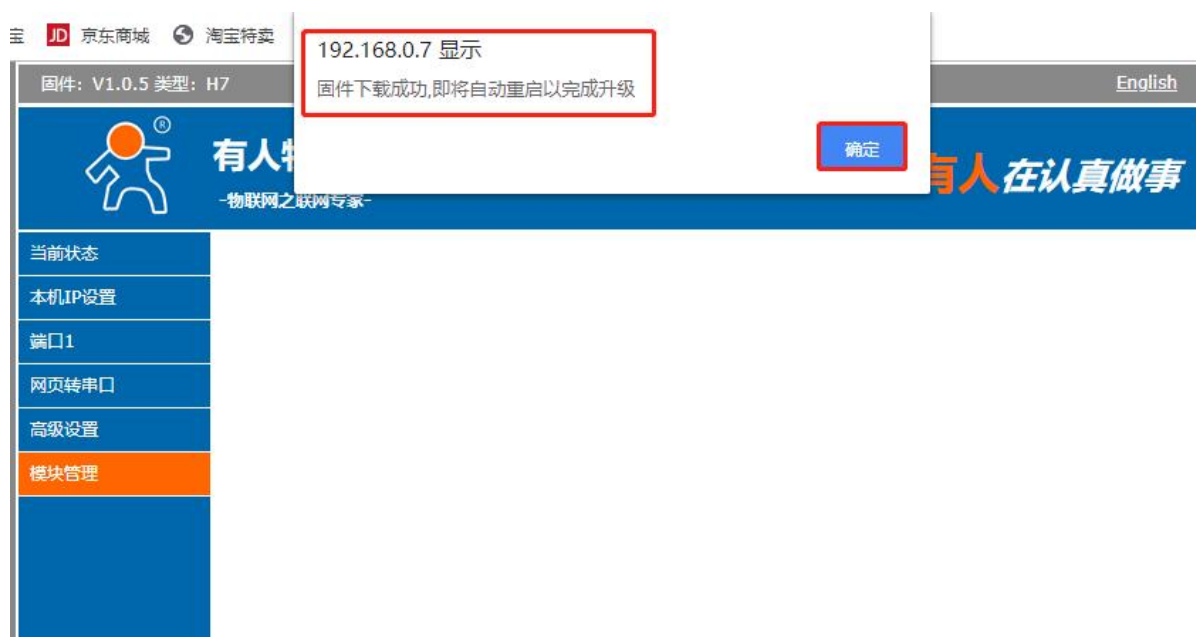 宝 JD 京东商城 淘宝特卖
192.168.0.7 显示
固件下载成功,即将自动重启以完成升级
确定
固件：V1.0.5 类型：H7
English
®
有人
-物联网之联网专家-
有人在认真做事
当前状态
本机IP设置
端口1
网页转串口
高级设置
模块管理